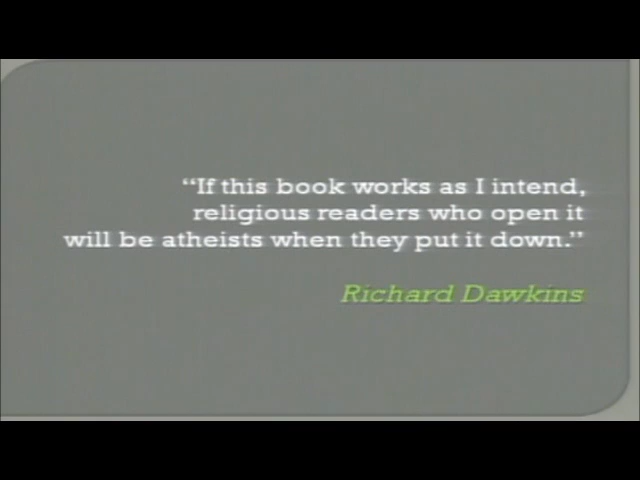 “If this book works as I intend,
religious readers who open it
will be atheists when they put it down.”
Richard Dawkins